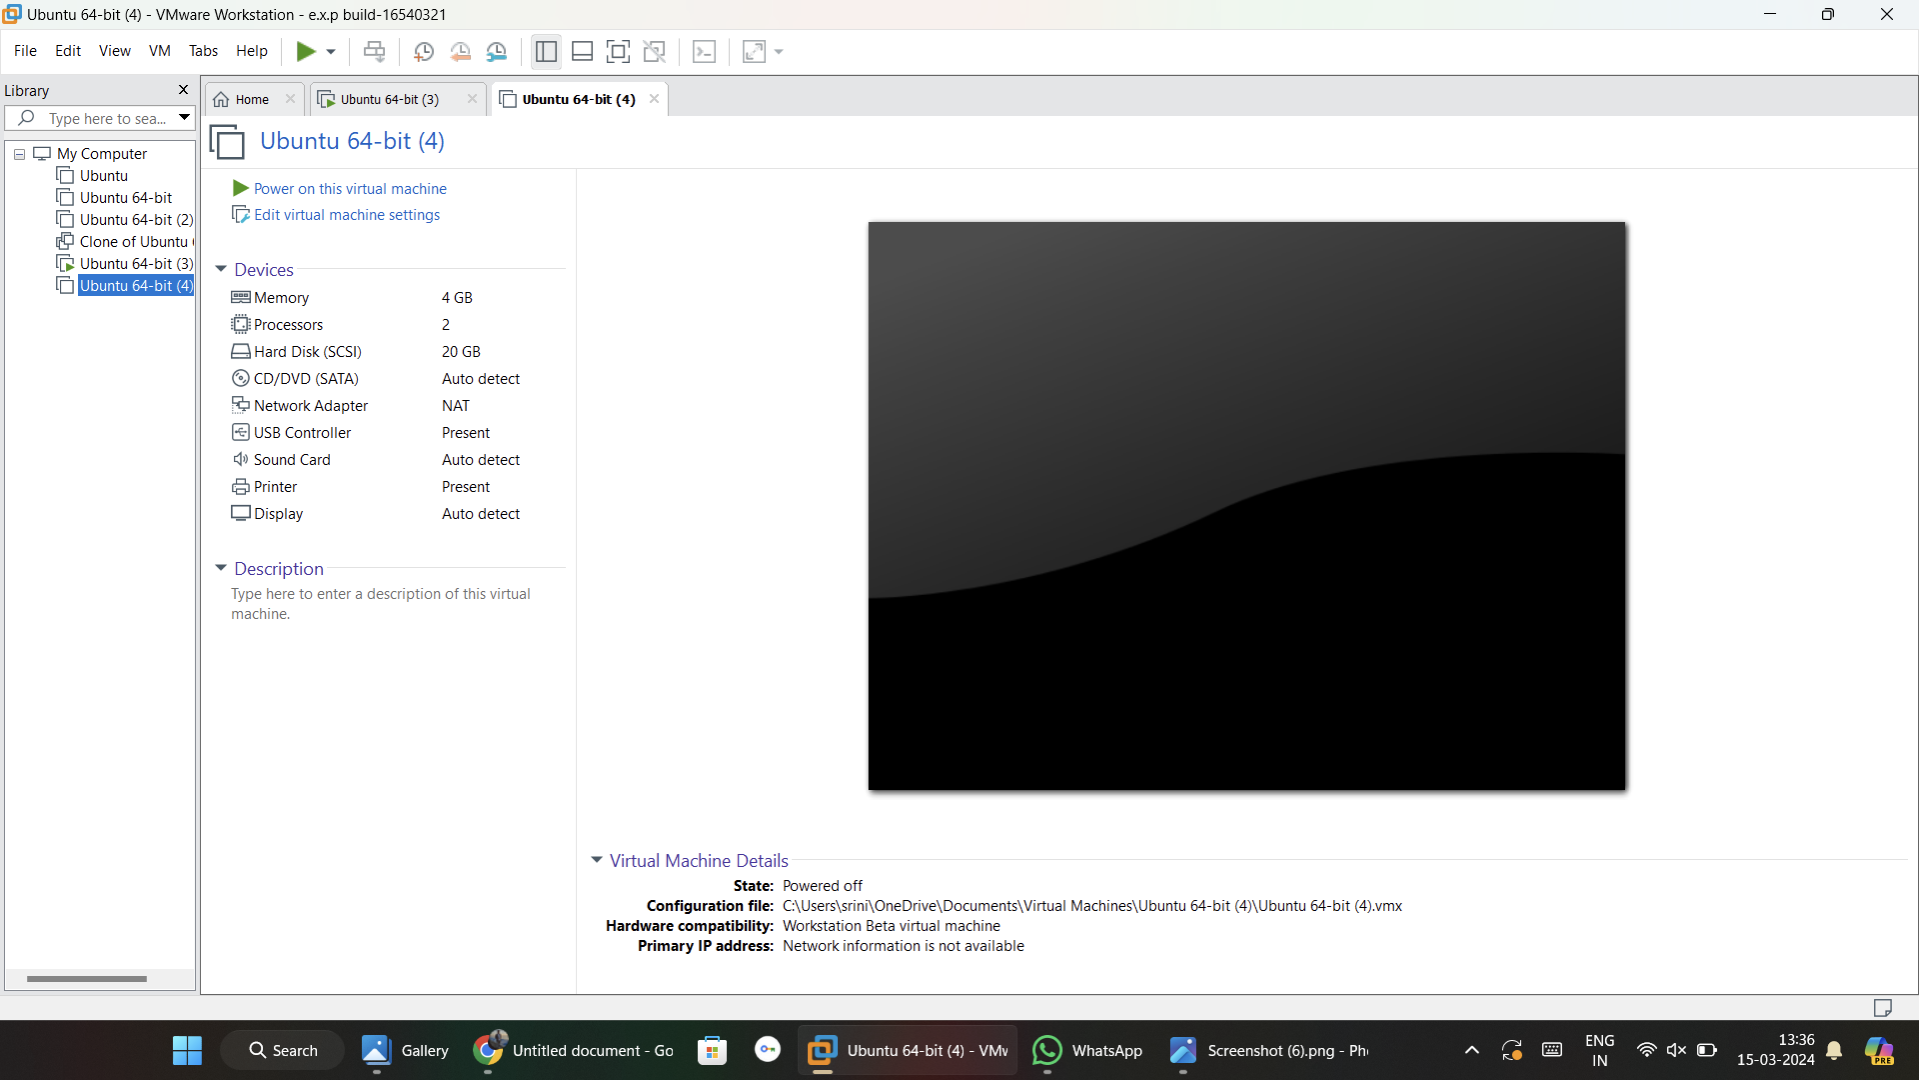 Ubuntu 64-bit (4) - VMware Workstation - e.x.p build-16540321
File Edit View VM Tabs Help
Library
Type here to sea...
My Computer
Ubuntu
Ubuntu 64-bit
Ubuntu 64-bit (2)
Clone of Ubuntu
Ubuntu 64-bit (3)
Ubuntu 64-bit (4)
Home
Ubuntu 64-bit (3)
Ubuntu 64-bit (4)
Ubuntu 64-bit (4)
Power on this virtual machine
Edit virtual machine settings
Devices
Memory 4 GB
Processors 2
Hard Disk (SCSI) 20 GB
CD/DVD (SATA) Auto detect
Network Adapter NAT
USB Controller Present
Sound Card Auto detect
Printer Present
Display Auto detect
Description
Type here to enter a description of this virtual
machine.
Virtual Machine Details
State: Powered off
Configuration file: C:\Users\srini\OneDrive\Documents\Virtual Machines\Ubuntu 64-bit (4)\Ubuntu 64-bit (4).vmx
Hardware compatibility: Workstation Beta virtual machine
Primary IP address: Network information is not available
Search
Gallery
Untitled document - Go
Ubuntu 64-bit (4) - VMw
WhatsApp
Screenshot (6).png - Ph
ENG
IN
13:36
15-03-2024
PRE